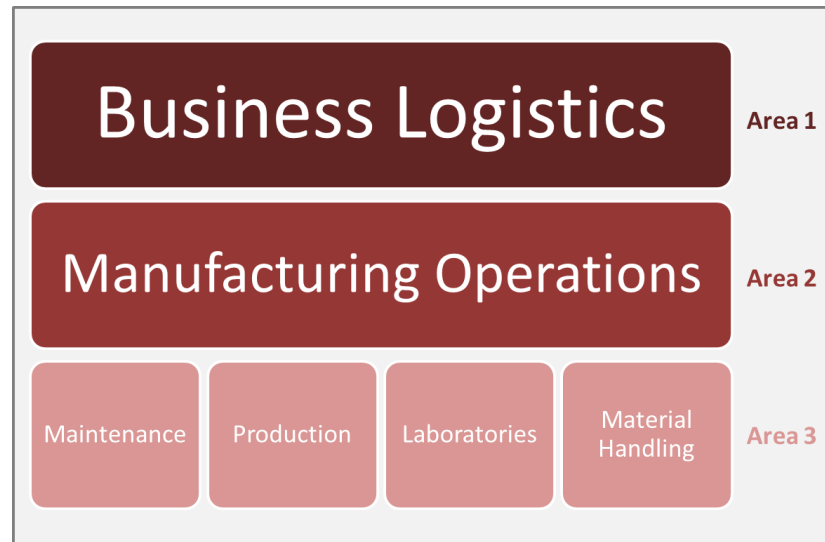 Business Logistics
Area 1
Manufacturing Operations
Area 2
Maintenance
Production
Laboratories
Material
Handling
Area 3